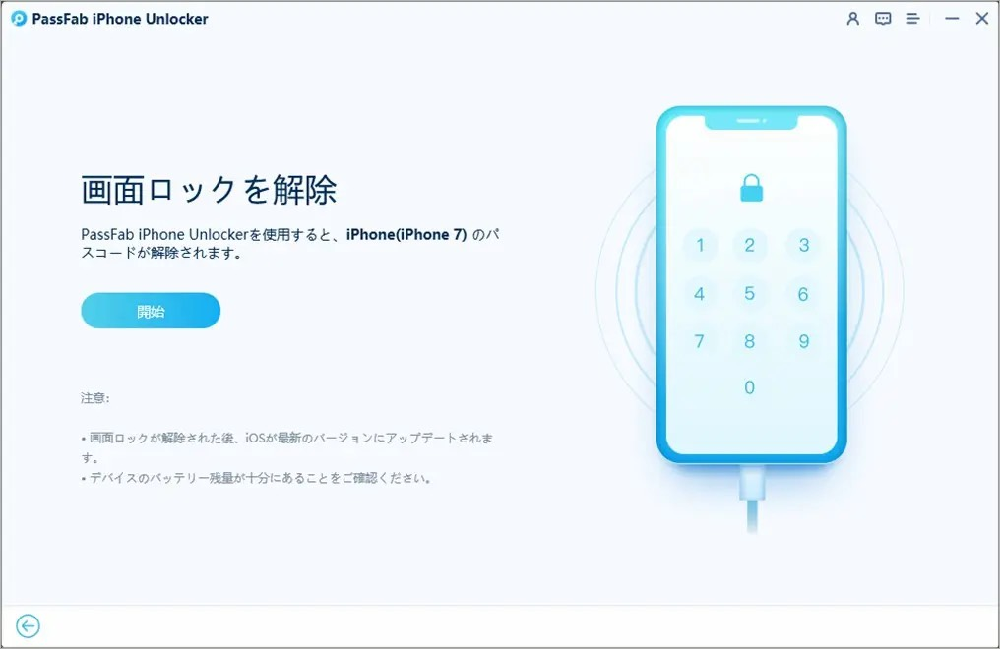 PassFab iPhone Unlocker
画面ロックを解除
PassFab iPhone Unlockerを使用すると、iPhone(iPhone 7) のパ
スコードが解除されます。
開始
注意:
• 画面ロックが解除された後、iOSが最新のバージョンにアップデートされま
す。
• デバイスのバッテリー残量が十分にあることをご確認ください。
1 2 3
4 5 6
7 8 9
0